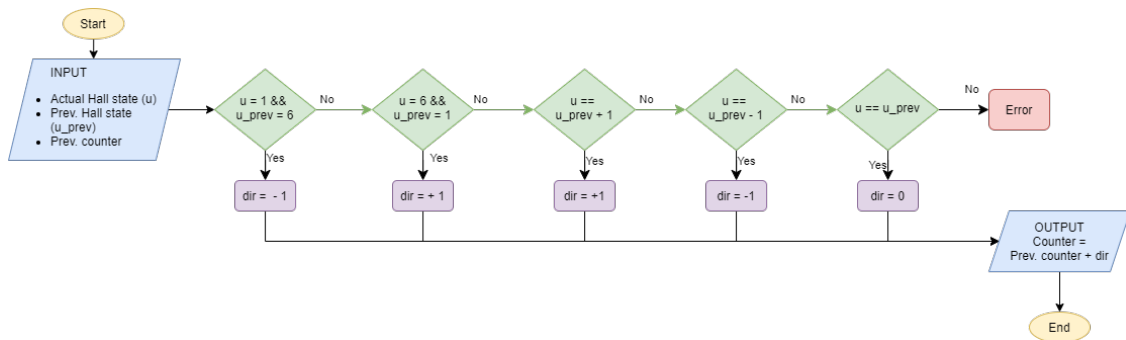 Start
INPUT
• Actual Hall state (u)
• Prev. Hall state
(u_prev)
• Prev. counter
u = 1 &&
u_prev = 6
No
u = 6 &&
u_prev = 1
No
u ==
u_prev + 1
No
u ==
u_prev - 1
No
u == u_prev
No
Error
Yes
Yes
Yes
Yes
Yes
dir = - 1
dir = + 1
dir = +1
dir = -1
dir = 0
OUTPUT
Counter =
Prev. counter + dir
End